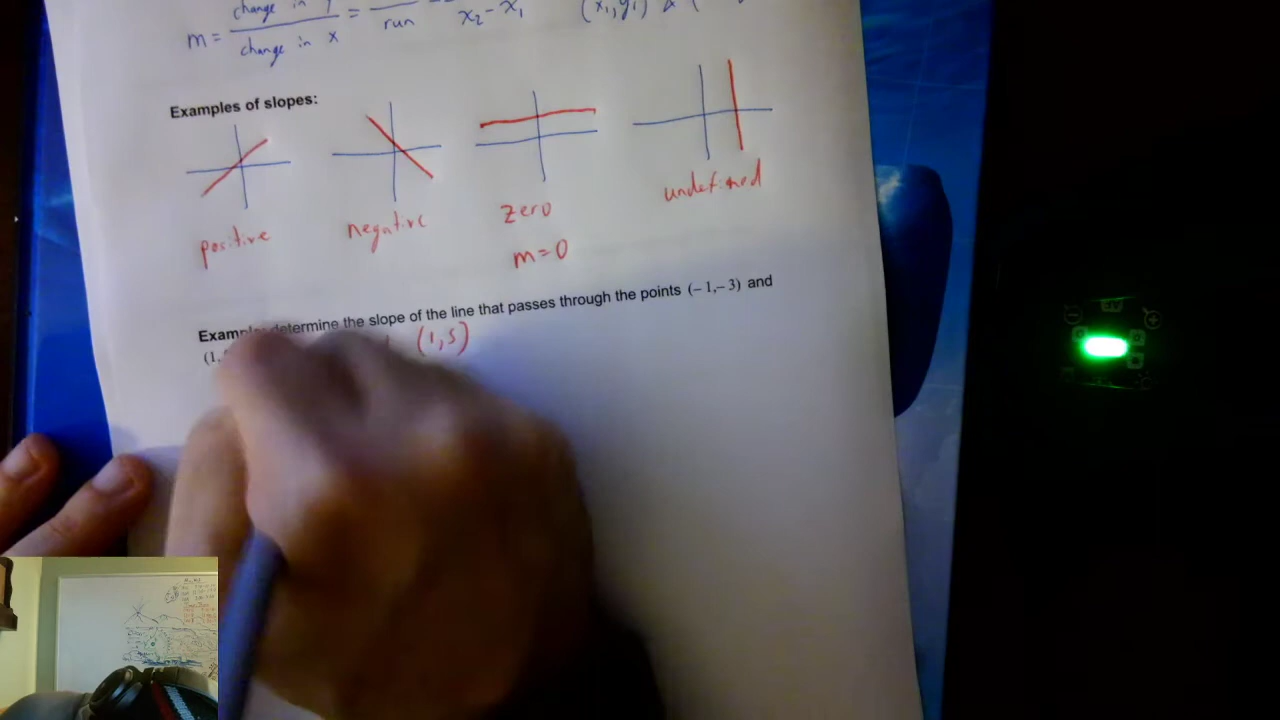 m = change in / change in x = / run x₂ - x₁ (x₁, y₁) & (
Examples of slopes:
positive negative zero undefined
m = 0
Example: determine the slope of the line that passes through the points (−1,−3) and
(1, (1,5)